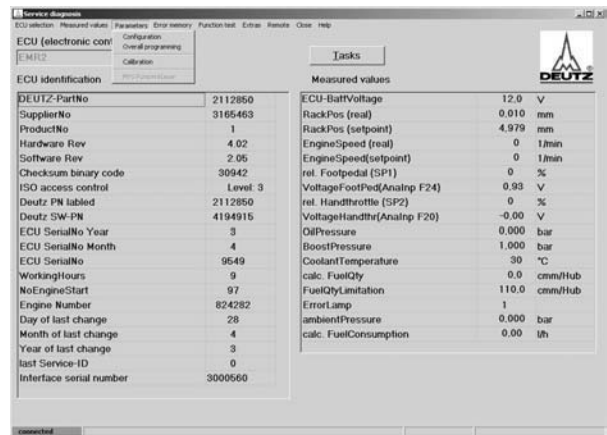 Service diagnosis
ECU selection Measured values Parameters Error memory Function test Extras Remote Close Help
Configuration
Overall programming
Calibration
ECU (electronic con
EMR2
Tasks
DEUTZ
ECU identification
Measured values
DEUTZ-PartNo 2112850
SupplierNo 3165463
ProductNo 1
Hardware Rev 4.02
Software Rev 2.05
Checksum binary code 30942
ISO access control Level: 3
Deutz PN labled 2112850
Deutz SW-PN 4194915
ECU SerialNo Year 3
ECU SerialNo Month 4
ECU SerialNo 9549
WorkingHours 9
NoEngineStart 97
Engine Number 824282
Day of last change 28
Month of last change 4
Year of last change 3
last Service-ID 0
Interface serial number 3000560
ECU-BattVoltage 12,0 V
RackPos (real) 0,010 mm
RackPos (setpoint) 4,979 mm
EngineSpeed (real) 0 1/min
EngineSpeed(setpoint) 0 1/min
rel. Footpedal (SP1) 0 %
VoltageFootPed(AnaInp F24) 0,93 V
rel. Handthrottle (SP2) 0 %
VoltageHandthr(AnaInp F20) -0,00 V
OilPressure 0,000 bar
BoostPressure 1,000 bar
CoolantTemperature 30 °C
calc. FuelQty 0,0 cmm/Hub
FuelQtyLimitation 110,0 cmm/Hub
ErrorLamp 1
ambientPressure 0,000 bar
calc. FuelConsumption 0,00 l/h
connected